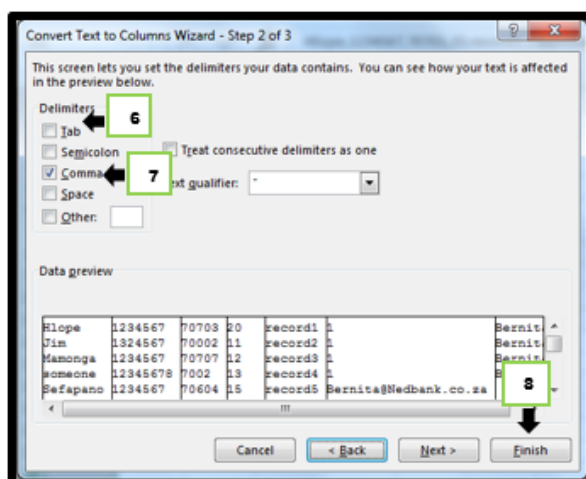 Convert Text to Columns Wizard - Step 2 of 3
This screen lets you set the delimiters your data contains. You can see how your text is affected
in the preview below.
Delimiters
6
Tab
Semicolon
Treat consecutive delimiters as one
Comma
7
qualifier:
Space
Other:
Data preview
Hlope 1234567 70703 20 record1 1 Bernit
Jim 1324567 70002 11 record2 1 Bernit
Mamonga 1234567 70707 12 record3 1 Bernit
someone 12345678 7002 13 record4 1 B
Sefapano 1234567 70604 15 record5 Bernita@Nedbank.co.za
8
Cancel < Back Next > Finish